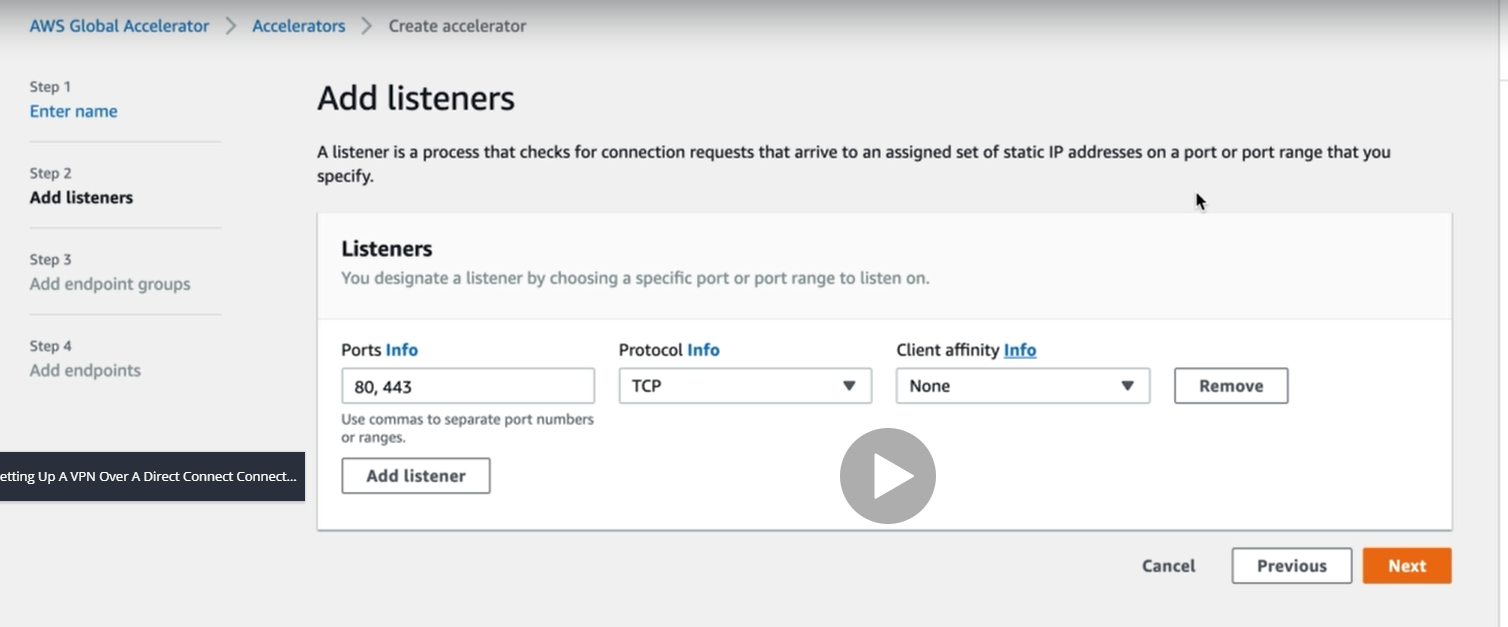 AWS Global Accelerator > Accelerators > Create accelerator
Step 1
Enter name
Step 2
Add listeners
Step 3
Add endpoint groups
Step 4
Add endpoints
etting Up A VPN Over A Direct Connect Connect...
Add listeners
A listener is a process that checks for connection requests that arrive to an assigned set of static IP addresses on a port or port range that you
specify.
Listeners
You designate a listener by choosing a specific port or port range to listen on.
Ports Info
Protocol Info
Client affinity Info
80, 443
TCP
None
Remove
Use commas to separate port numbers
or ranges.
Add listener
Cancel
Previous
Next